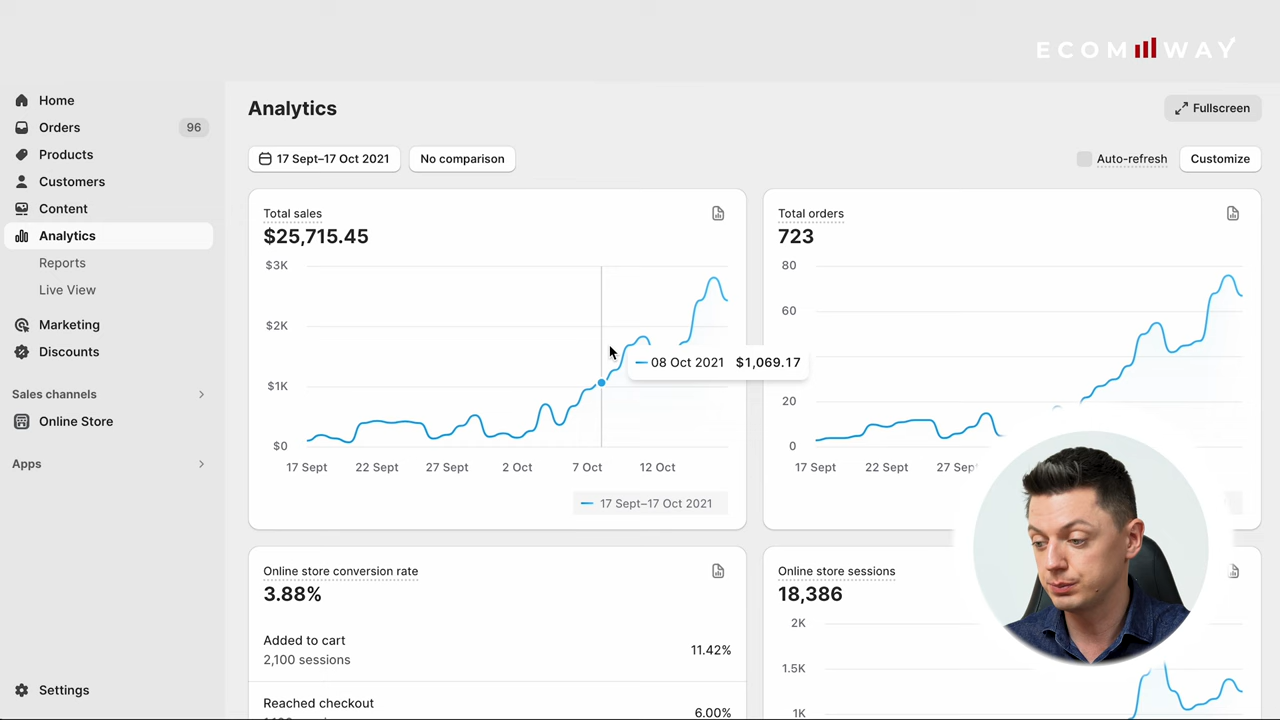 ECOM WAY
Home
Orders 96
Products
Customers
Content
Analytics
Reports
Live View
Marketing
Discounts
Sales channels
Online Store
Apps
Settings
Analytics
Fullscreen
17 Sept–17 Oct 2021 No comparison
Auto-refresh Customize
Total sales
$25,715.45
$3K
$2K
$1K
$0
08 Oct 2021 $1,069.17
17 Sept 22 Sept 27 Sept 2 Oct 7 Oct 12 Oct
17 Sept–17 Oct 2021
Total orders
723
80
60
20
0
17 Sept 22 Sept
Online store conversion rate
3.88%
Added to cart
2,100 sessions
11.42%
Reached checkout
6.00%
Online store sessions
18,386
2K
1.5K
1K